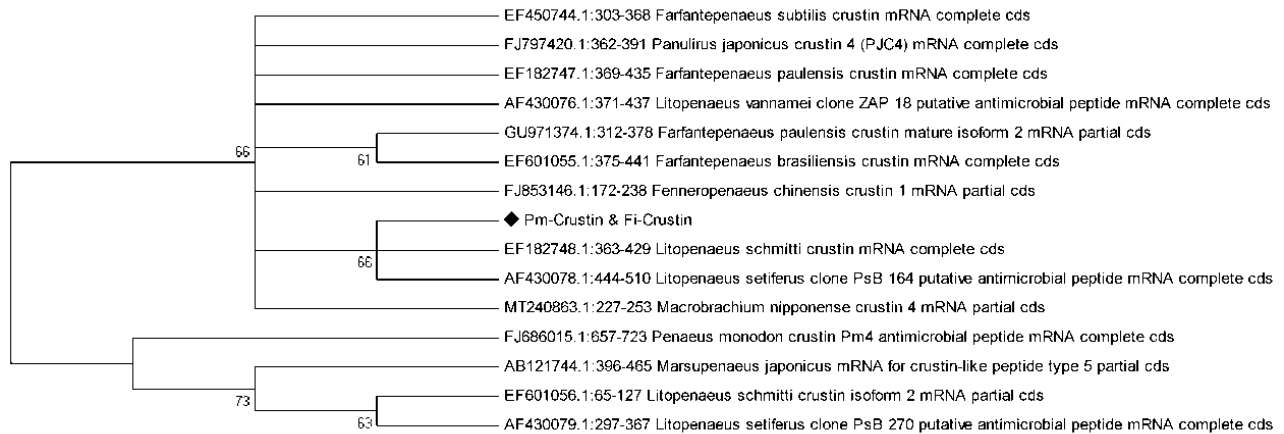 EF450744.1:303-368 Farfantepenaeus subtilis crustin mRNA complete cds
FJ797420.1:362-391 Panulirus japonicus crustin 4 (PJC4) mRNA complete cds
EF182747.1:369-435 Farfantepenaeus paulensis crustin mRNA complete cds
AF430076.1:371-437 Litopenaeus vannamei clone ZAP 18 putative antimicrobial peptide mRNA complete cds
GU971374.1:312-378 Farfantepenaeus paulensis crustin mature isoform 2 mRNA partial cds
66
61
EF601055.1:375-441 Farfantepenaeus brasiliensis crustin mRNA complete cds
FJ853146.1:172-238 Fenneropenaeus chinensis crustin 1 mRNA partial cds
◆ Pm-Crustin & Fi-Crustin
EF182748.1:363-429 Litopenaeus schmitti crustin mRNA complete cds
66
AF430078.1:444-510 Litopenaeus setiferus clone PsB 164 putative antimicrobial peptide mRNA complete cds
MT240863.1:227-253 Macrobrachium nipponense crustin 4 mRNA partial cds
FJ686015.1:657-723 Penaeus monodon crustin Pm4 antimicrobial peptide mRNA complete cds
AB121744.1:396-465 Marsupenaeus japonicus mRNA for crustin-like peptide type 5 partial cds
73
EF601056.1:65-127 Litopenaeus schmitti crustin isoform 2 mRNA partial cds
63
AF430079.1:297-367 Litopenaeus setiferus clone PsB 270 putative antimicrobial peptide mRNA complete cds